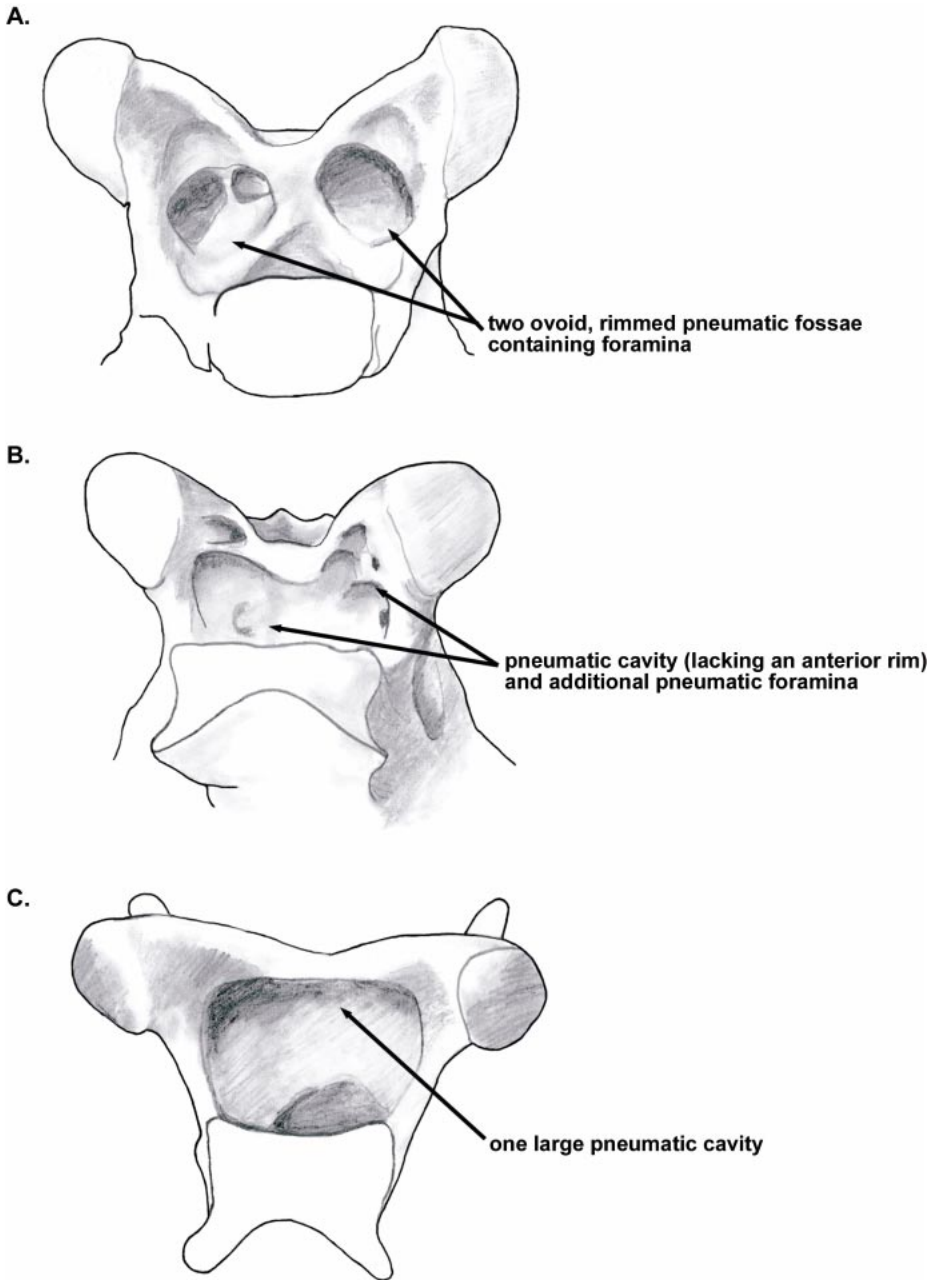 A.
two ovoid, rimmed pneumatic fossae
containing foramina
B.
pneumatic cavity (lacking an anterior rim)
and additional pneumatic foramina
C.
one large pneumatic cavity